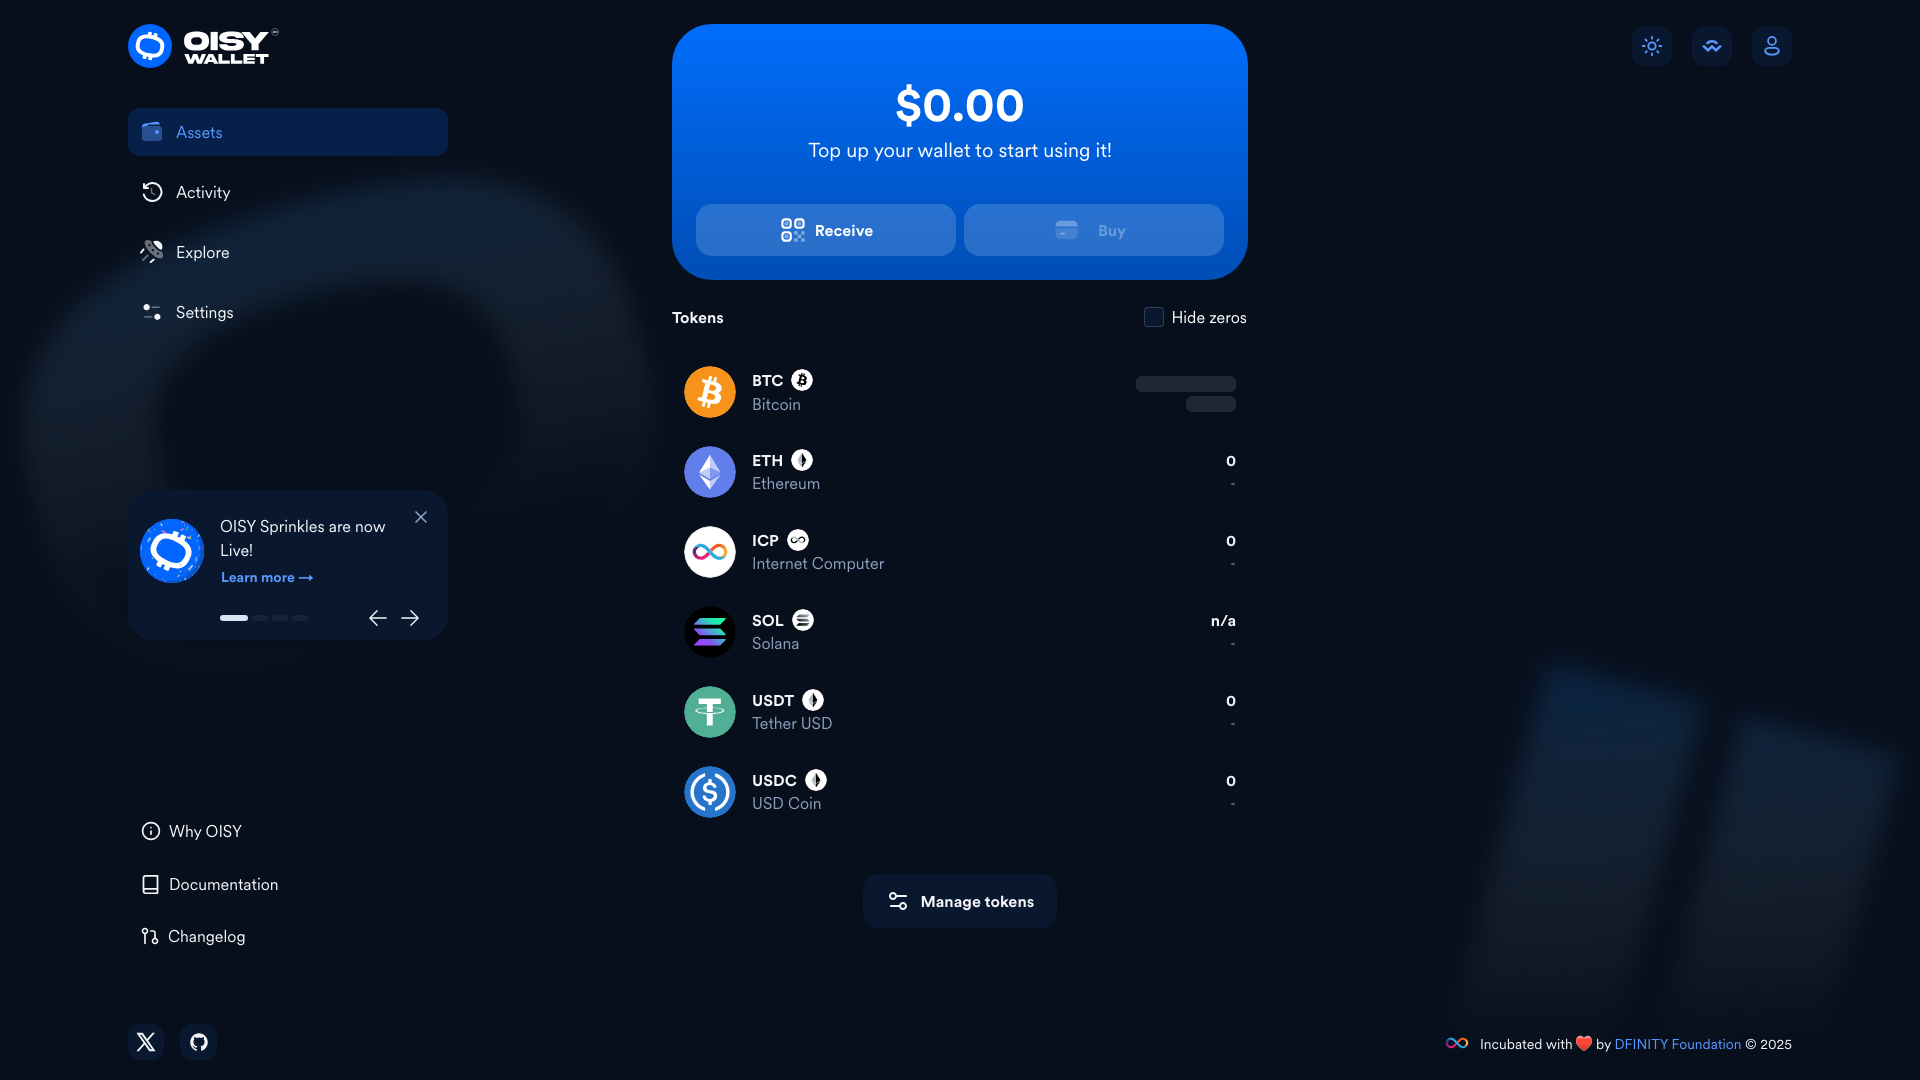 OISY
WALLET
Assets
Activity
Explore
Settings
OISY Sprinkles are now
Live!
Learn more →
Why OISY
Documentation
Changelog
$0.00
Top up your wallet to start using it!
Receive
Buy
Tokens
Hide zeros
BTC
Bitcoin
ETH
Ethereum
0
-
ICP
Internet Computer
0
-
SOL
Solana
n/a
-
USDT
Tether USD
0
-
USDC
USD Coin
0
-
Manage tokens
Incubated with ❤️ by DFINITY Foundation © 2025